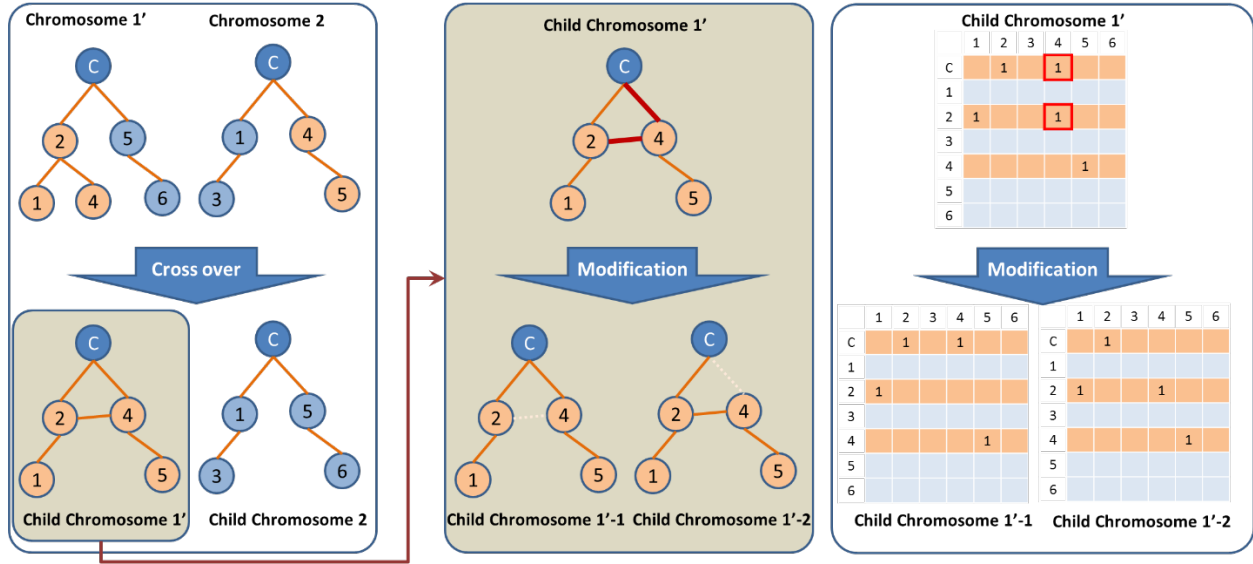 Chromosome 1’ Chromosome 2
C C
2 5 1 4
1 4 6 3 5
Cross over
C C
2 4 1 5
1 5 3 6
Child Chromosome 1’ Child Chromosome 2
Child Chromosome 1’
C
2 4
1 5
Modification
C C
2 4 2 4
1 5 1 5
Child Chromosome 1’-1 Child Chromosome 1’-2
Child Chromosome 1’
1 2 3 4 5 6
C 1 1
1
2 1 1
3
4 1
5
6
Modification
1 2 3 4 5 6
C 1 1
1
2 1
3
4 1
5
6
Child Chromosome 1’-1
1 2 3 4 5 6
C 1
1
2 1 1
3
4 1
5
6
Child Chromosome 1’-2